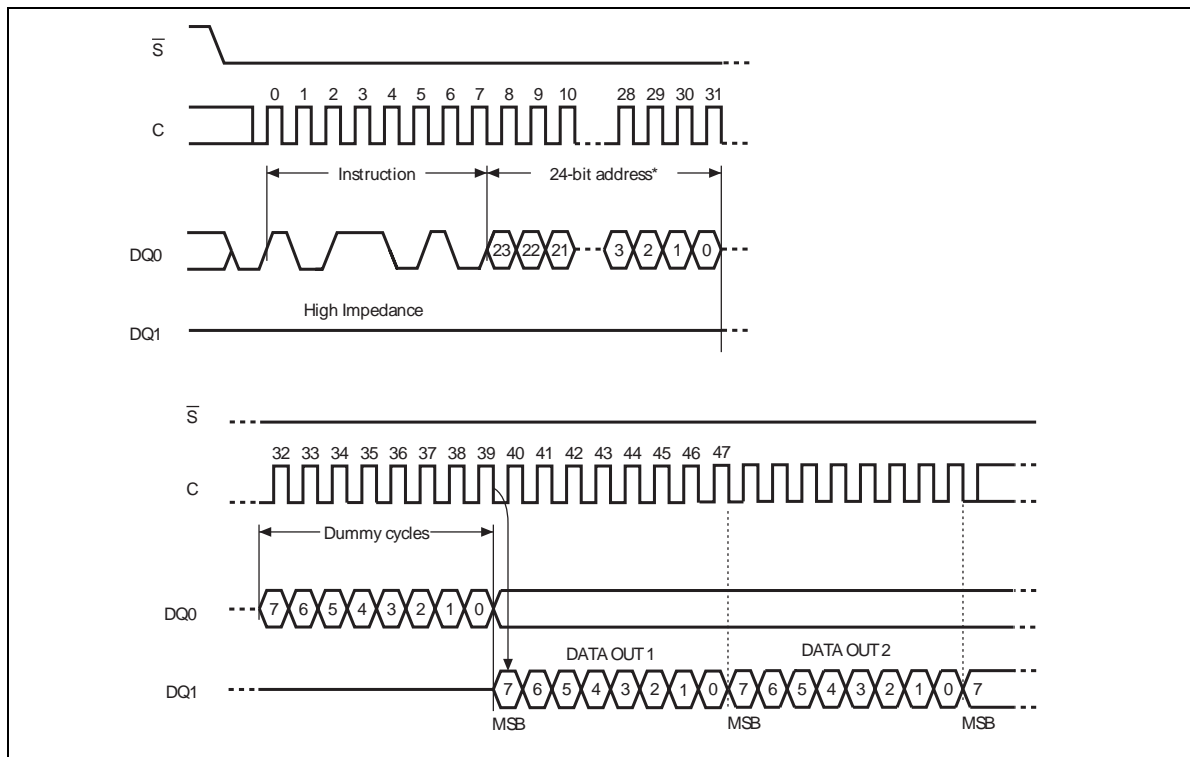 S
0 1 2 3 4 5 6 7 8 9 10 28 29 30 31
C
Instruction 24-bit address*
DQ0 23 22 21 3 2 1 0
High Impedance
DQ1
S
32 33 34 35 36 37 38 39 40 41 42 43 44 45 46 47
C
Dummy cycles
DQ0 7 6 5 4 3 2 1 0
DATA OUT 1 DATA OUT 2
DQ1 7 6 5 4 3 2 1 0 7 6 5 4 3 2 1 0 7
MSB MSB MSB